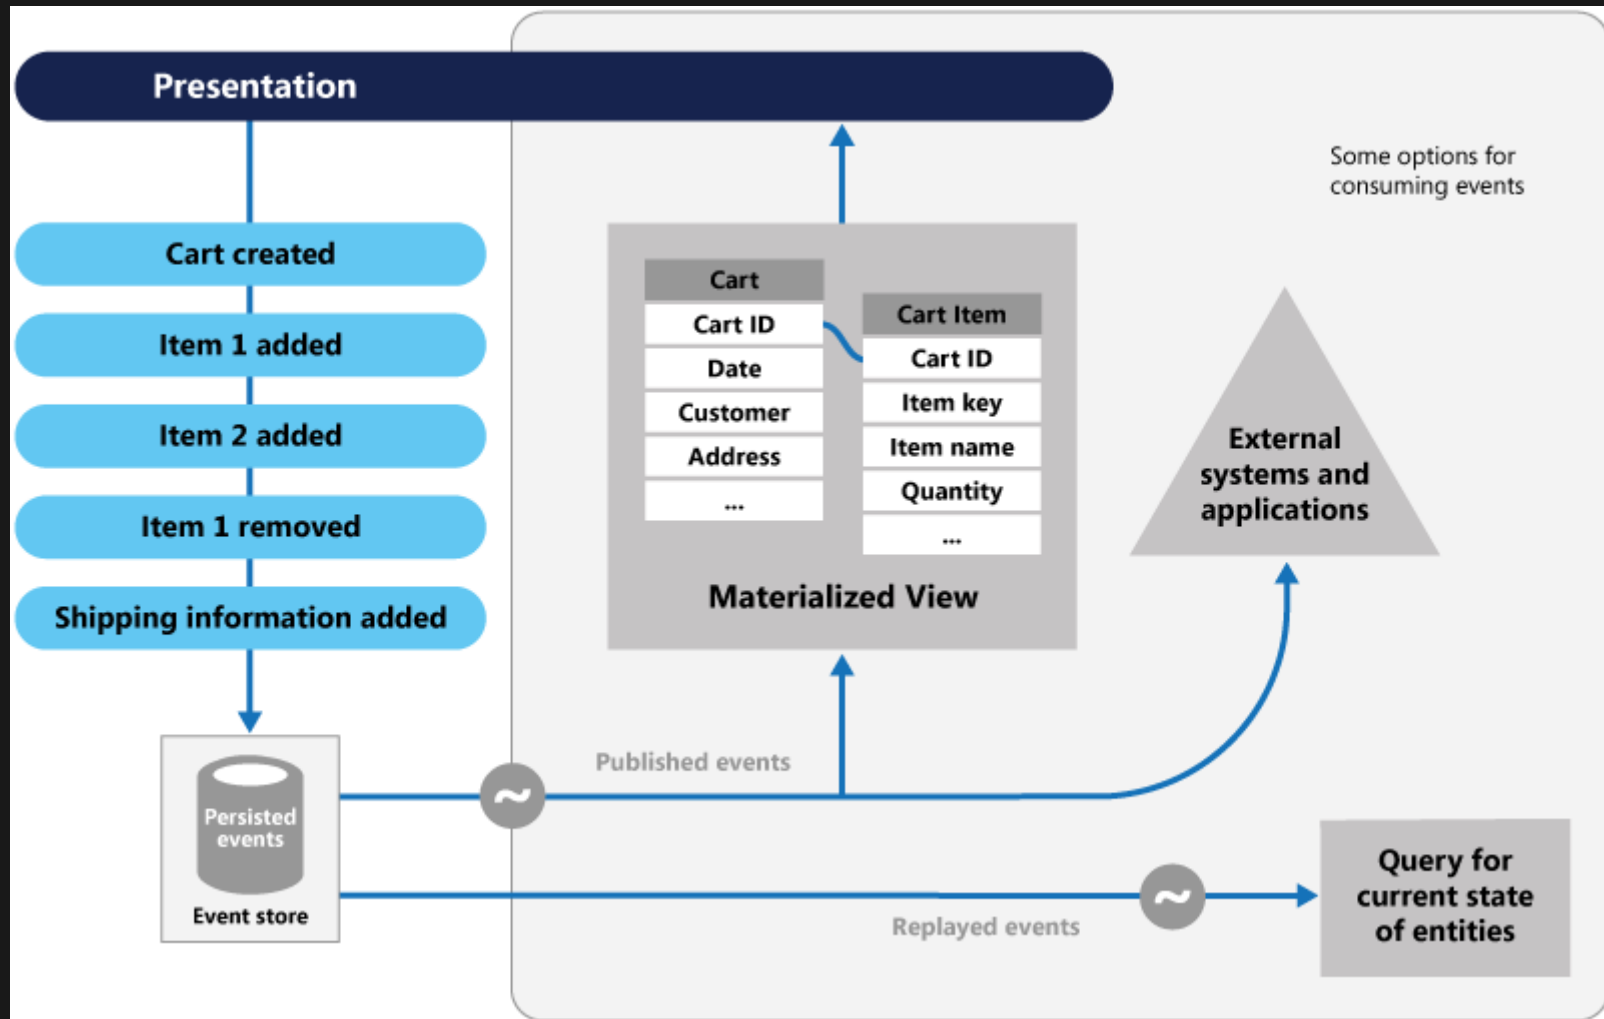 Presentation
Some options for
consuming events
Cart created
Item 1 added
Item 2 added
Item 1 removed
Shipping information added
Cart
Cart ID
Date
Customer
Address
...
Cart Item
Cart ID
Item key
Item name
Quantity
...
Materialized View
External
systems and
applications
Published events
~
Persisted
events
Event store
Replayed events
~
Query for
current state
of entities